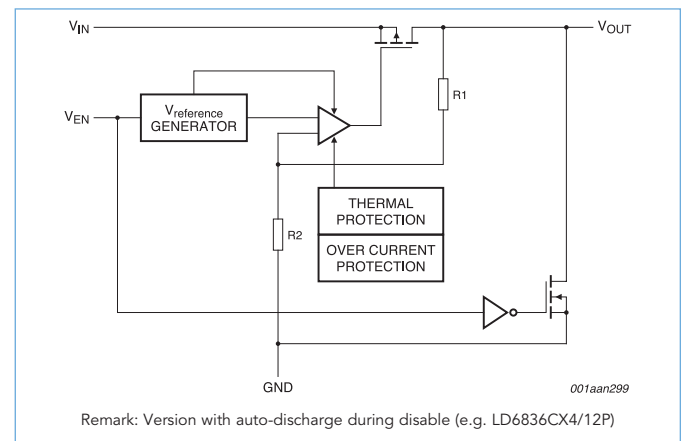 VIN
VOUT
R1
VEN
Vreference
GENERATOR
THERMAL
PROTECTION
R2
OVER CURRENT
PROTECTION
GND
001aan299
Remark: Version with auto-discharge during disable (e.g. LD6836CX4/12P)